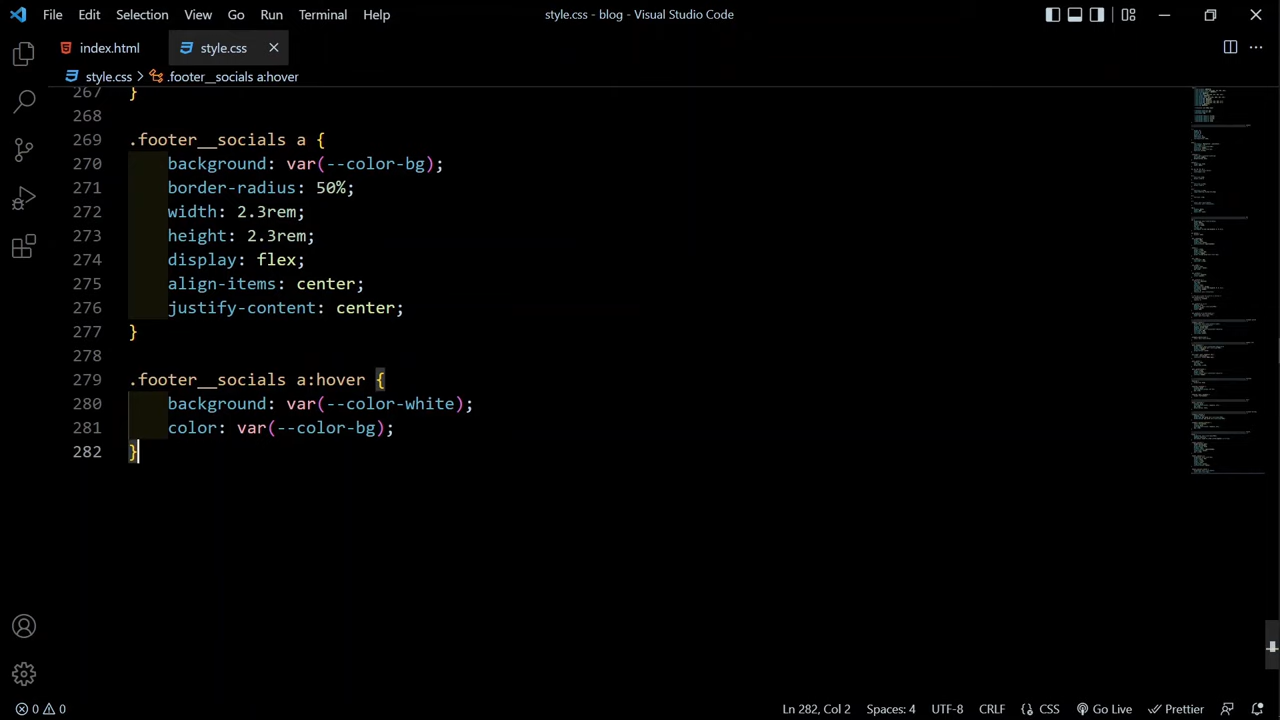 File Edit Selection View Go Run Terminal Help style.css - blog - Visual Studio Code
index.html style.css
style.css .footer__socials a:hover
267 }
268
269 .footer__socials a {
270 background: var(--color-bg);
271 border-radius: 50%;
272 width: 2.3rem;
273 height: 2.3rem;
274 display: flex;
275 align-items: center;
276 justify-content: center;
277 }
278
279 .footer__socials a:hover {
280 background: var(--color-white);
281 color: var(--color-bg);
282 }
0 0 Ln 282, Col 2 Spaces: 4 UTF-8 CRLF {} CSS Go Live Prettier